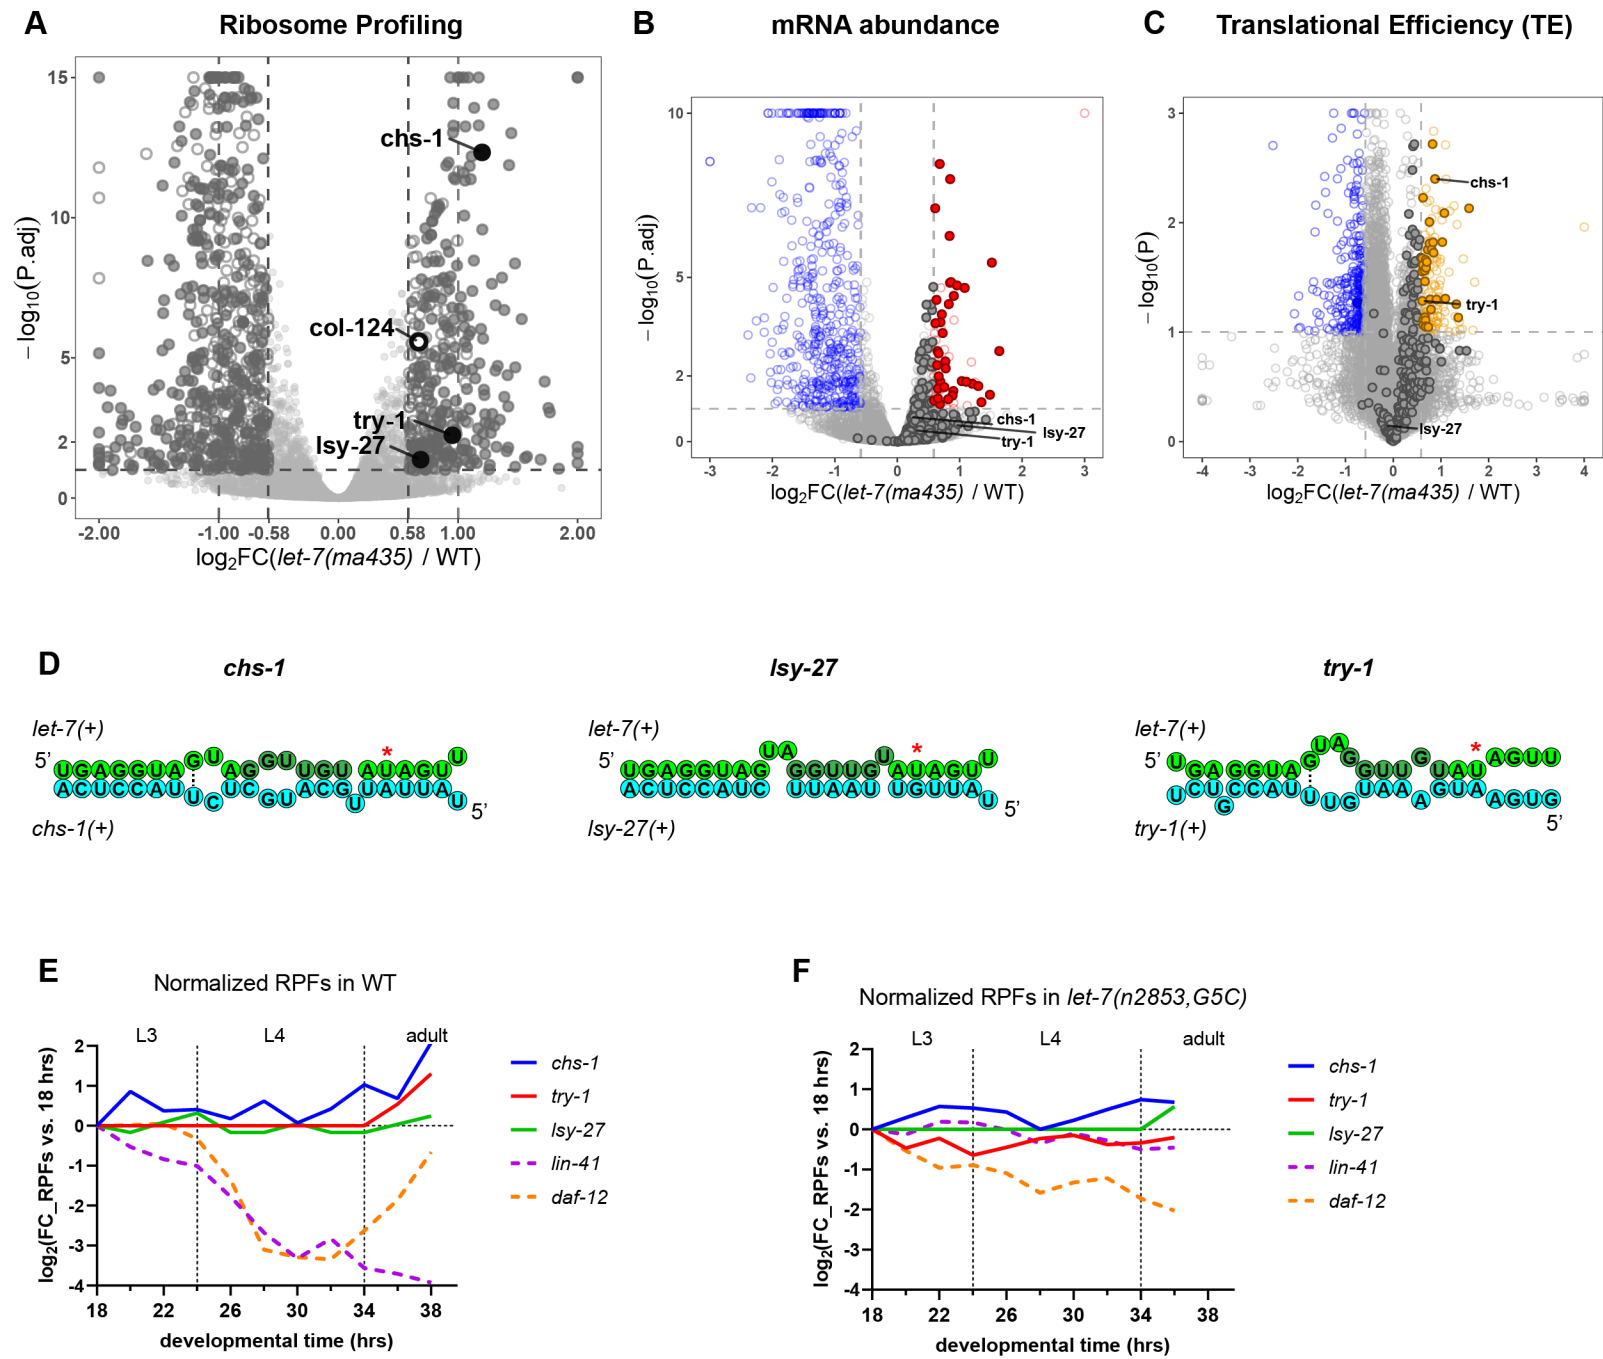 A
Ribosome Profiling
15
10
5
2
0
-2.00
-1.00
-0.58
0.00
0.58
1.00
2.00
chs-1
col-124
try-1
lsy-27
− log10(P.adj)
log2FC(let-7(ma435) / WT)
B
mRNA abundance
10
5
2
0
-3
-2
-1
0
1
2
3
chs-1
lsy-27
try-1
− log10(P.adj)
log2FC(let-7(ma435) / WT)
C
Translational Efficiency (TE)
3
2
1
0
-4
-3
-2
-1
0
1
2
3
4
chs-1
try-1
lsy-27
− log10(P)
log2FC(let-7(ma435) / WT)
D
chs-1
let-7(+)
*
5’
UGAGGUAGUAGGUUGUAUAGUU
ACUCCAUUCUCGUACGUUAUUAU
5’
chs-1(+)
lsy-27
let-7(+)
*
5’
UGAGGUAGUAGGUUGUAUAGUU
ACUCCAUCUUAAUUGUUAU
5’
lsy-27(+)
try-1
let-7(+)
*
5’
UGAGGUAGUAGGUUGUAUAGUU
UCUGCCAUUUGUAAAGUAAGUG
5’
try-1(+)
E
Normalized RPFs in WT
L3
L4
adult
2
1
0
-1
-2
-3
-4
18
22
26
30
34
38
log2(FC_RPFs vs. 18 hrs)
developmental time (hrs)
chs-1
try-1
lsy-27
lin-41
daf-12
F
Normalized RPFs in let-7(n2853,G5C)
L3
L4
adult
2
1
0
-1
-2
-3
-4
18
22
26
30
34
38
log2(FC_RPFs vs. 18 hrs)
developmental time (hrs)
chs-1
try-1
lsy-27
lin-41
daf-12